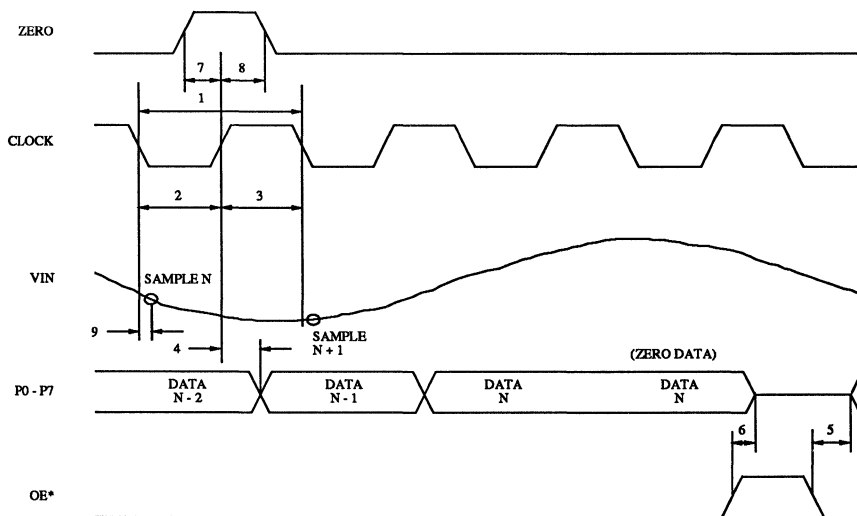 ZERO
7 8
1
CLOCK
2 3
VIN
SAMPLE N
9
4
SAMPLE
N + 1
(ZERO DATA)
P0 - P7
DATA
N - 2
DATA
N - 1
DATA
N
DATA
N
6 5
OE*